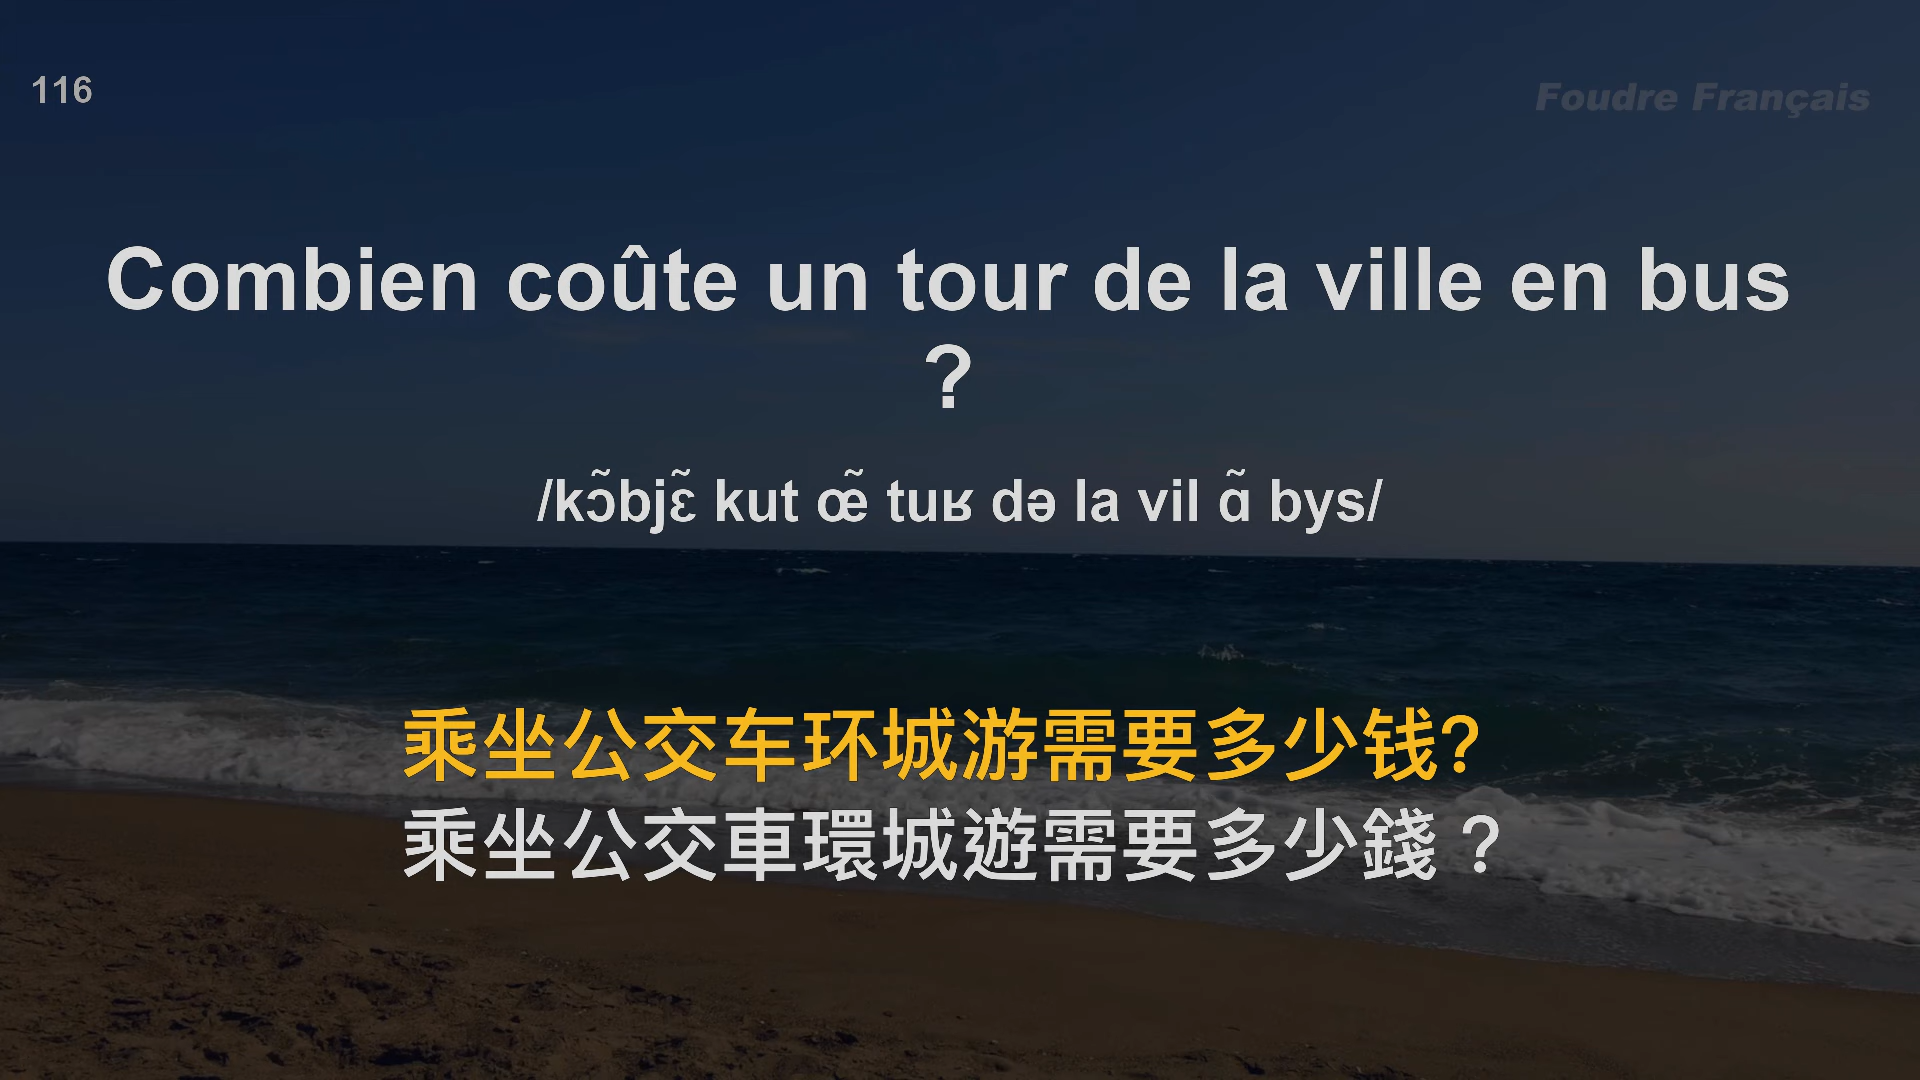 116
Foudre Français
Combien coûte un tour de la ville en bus
?
/kɔ̃bjɛ̃ kut œ̃ tuʁ də la vil ɑ̃ bys/
乘坐公交车环城游需要多少钱?
乘坐公交車環城遊需要多少錢？